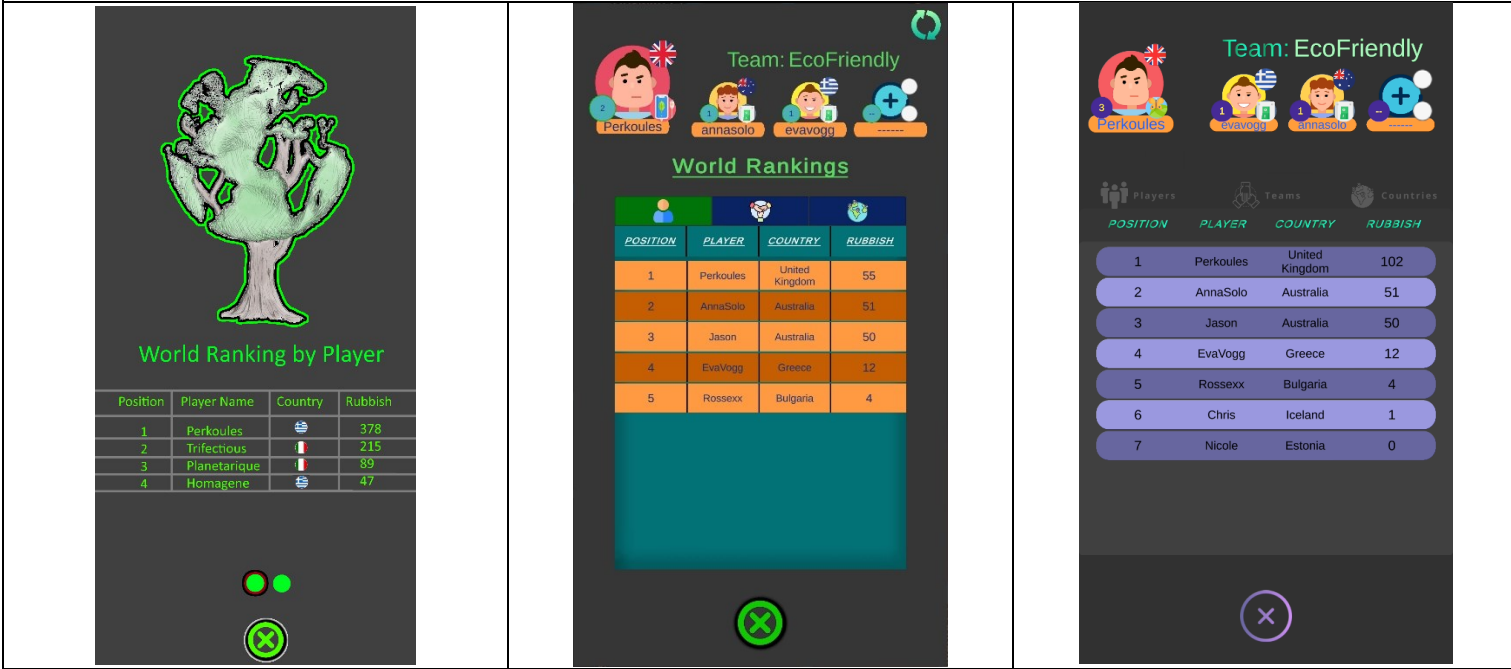 World Ranking by Player
Position Player Name Country Rubbish
1 Perkoules 378
2 Trifectious 215
3 Planetarique 89
4 Homagene 47
Team: EcoFriendly
2 1 1 --
Perkoules annasolo evavogg ------
World Rankings
POSITION PLAYER COUNTRY RUBBISH
1 Perkoules United Kingdom 55
2 AnnaSolo Australia 51
3 Jason Australia 50
4 EvaVogg Greece 12
5 Rossexx Bulgaria 4
Team: EcoFriendly
3 1 1 --
Perkoules evavogg annasolo ------
Players Teams Countries
POSITION PLAYER COUNTRY RUBBISH
1 Perkoules United Kingdom 102
2 AnnaSolo Australia 51
3 Jason Australia 50
4 EvaVogg Greece 12
5 Rossexx Bulgaria 4
6 Chris Iceland 1
7 Nicole Estonia 0